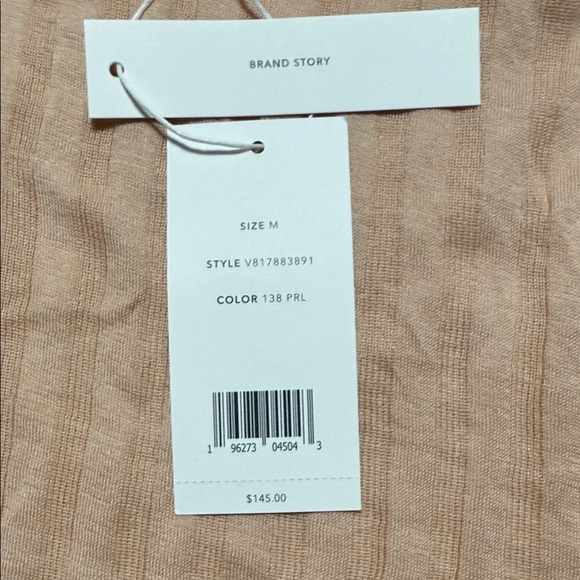 BRAND STORY
SIZE M
STYLE V817883891
COLOR 138 PRL
1 96273 04504 3
$145.00